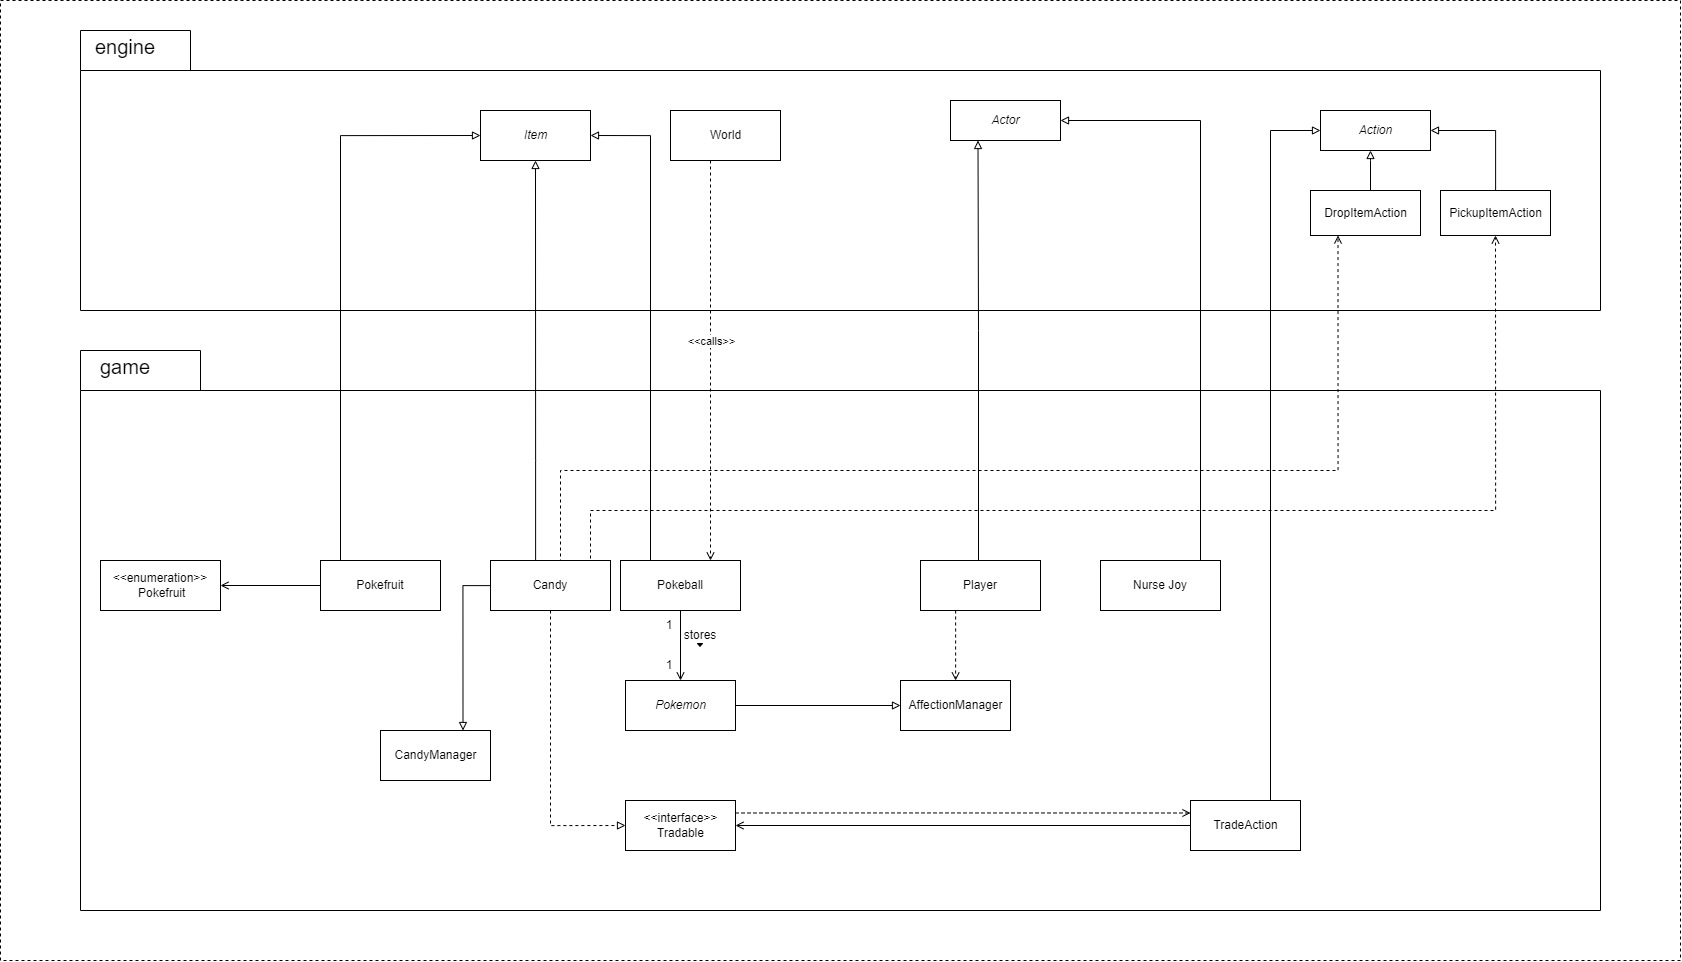 engine
Item
World
Actor
Action
DropItemAction
PickupItemAction
<<calls>>
game
<<enumeration>>
Pokefruit
Pokefruit
Candy
Pokeball
Player
Nurse Joy
1
stores
1
Pokemon
AffectionManager
CandyManager
<<interface>>
Tradable
TradeAction